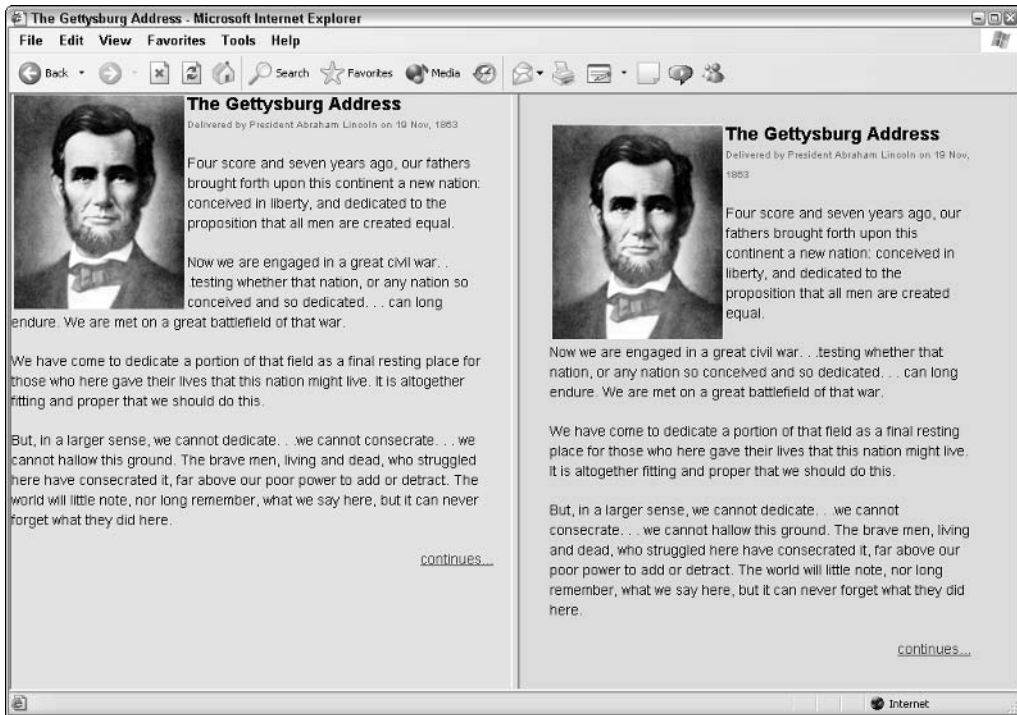 The Gettysburg Address - Microsoft Internet Explorer
File Edit View Favorites Tools Help
Back Search Favorites Media
The Gettysburg Address
Delivered by President Abraham Lincoln on 19 Nov, 1863
Four score and seven years ago, our fathers
brought forth upon this continent a new nation:
conceived in liberty, and dedicated to the
proposition that all men are created equal.
Now we are engaged in a great civil war. .
.testing whether that nation, or any nation so
conceived and so dedicated. . . can long
endure. We are met on a great battlefield of that war.
We have come to dedicate a portion of that field as a final resting place for
those who here gave their lives that this nation might live. It is altogether
fitting and proper that we should do this.
But, in a larger sense, we cannot dedicate. . .we cannot consecrate. . . we
cannot hallow this ground. The brave men, living and dead, who struggled
here have consecrated it, far above our poor power to add or detract. The
world will little note, nor long remember, what we say here, but it can never
forget what they did here.
continues...
The Gettysburg Address
Delivered by President Abraham Lincoln on 19 Nov,
1863
Four score and seven years ago, our
fathers brought forth upon this
continent a new nation: conceived in
liberty, and dedicated to the
proposition that all men are created
equal.
Now we are engaged in a great civil war. . .testing whether that
nation, or any nation so conceived and so dedicated. . . can long
endure. We are met on a great battlefield of that war.
We have come to dedicate a portion of that field as a final resting
place for those who here gave their lives that this nation might live.
It is altogether fitting and proper that we should do this.
But, in a larger sense, we cannot dedicate. . .we cannot
consecrate. . . we cannot hallow this ground. The brave men, living
and dead, who struggled here have consecrated it, far above our
poor power to add or detract. The world will little note, nor long
remember, what we say here, but it can never forget what they did
here.
continues...
Internet